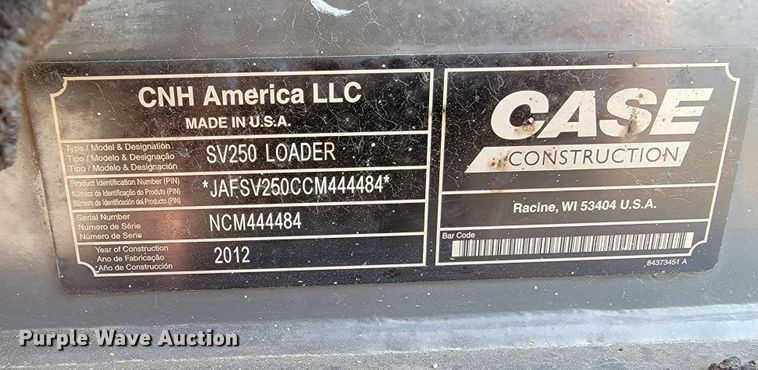 CNH America LLC
MADE IN U.S.A.
Type / Model & Designation
Tipo / Modelo & Designação
Tipo / Modelo & Designação
SV250 LOADER
Product Identification Number (PIN)
Número de Identificação do Produto (PIN)
Número de Identificación del Producto (PIN)
*JAFSV250CCM444484*
Serial Number
Número de Série
Número de Serie
NCM444484
Year of Construction
Ano de Fabricação
*Año de Construcción
2012
CASE
CONSTRUCTION
Racine, WI 53404 U.S.A.
Bar Code
84373451 A
Purple Wave Auction